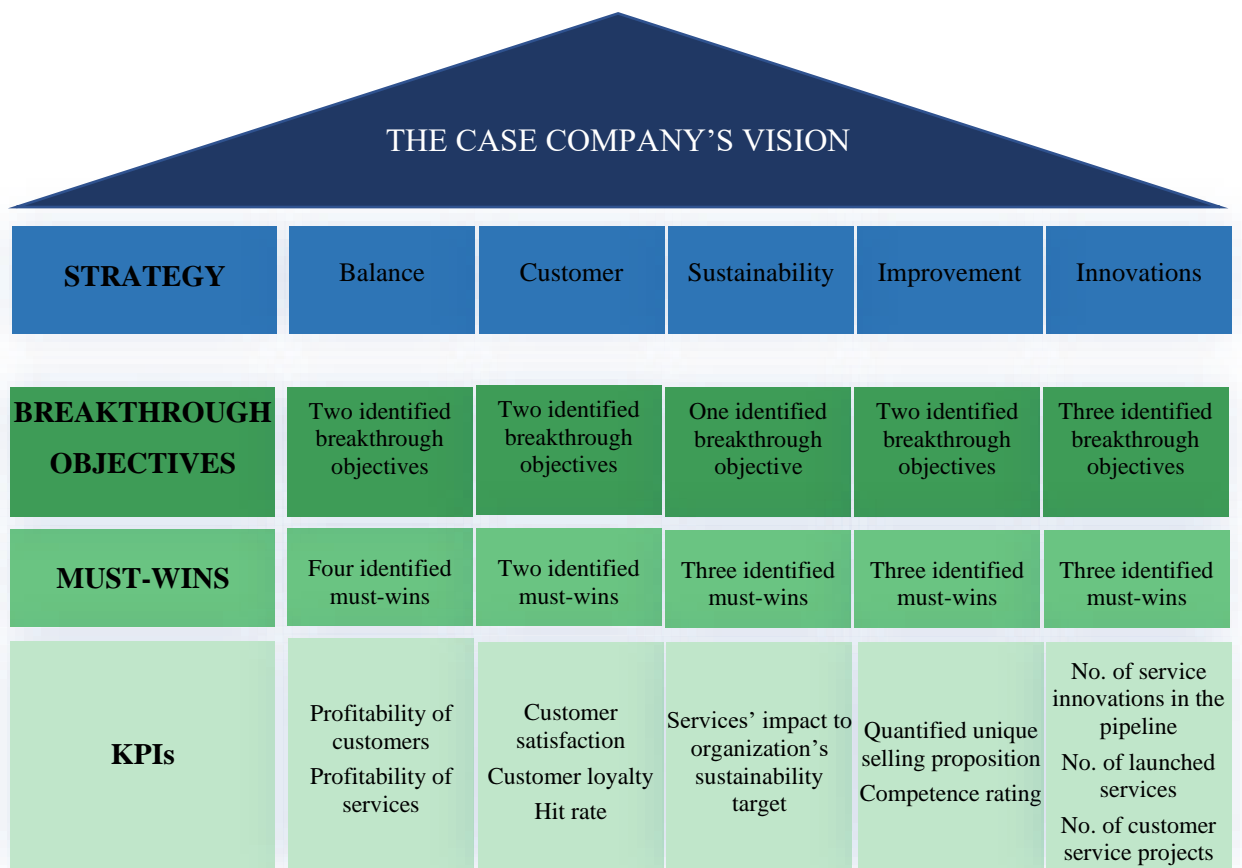 THE CASE COMPANY’S VISION
STRATEGY
Balance
Customer
Sustainability
Improvement
Innovations
BREAKTHROUGH
OBJECTIVES
Two identified
breakthrough
objectives
Two identified
breakthrough
objectives
One identified
breakthrough
objective
Two identified
breakthrough
objectives
Three identified
breakthrough
objectives
MUST-WINS
Four identified
must-wins
Two identified
must-wins
Three identified
must-wins
Three identified
must-wins
Three identified
must-wins
KPIs
Profitability of
customers
Profitability of
services
Customer
satisfaction
Customer loyalty
Hit rate
Services’ impact to
organization’s
sustainability
target
Quantified unique
selling proposition
Competence rating
No. of service
innovations in the
pipeline
No. of launched
services
No. of customer
service projects